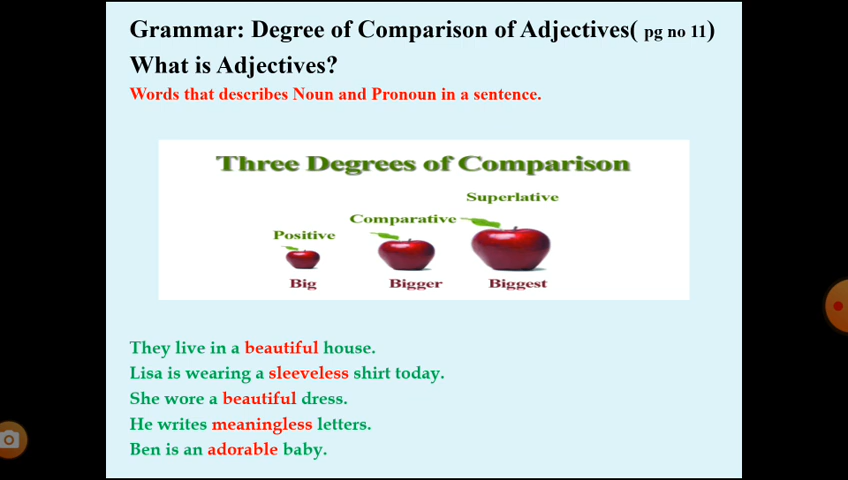 Grammar: Degree of Comparison of Adjectives( pg no 11)
What is Adjectives?
Words that describes Noun and Pronoun in a sentence.
Three Degrees of Comparison
Superlative
Comparative
Positive
Big Bigger Biggest
They live in a beautiful house.
Lisa is wearing a sleeveless shirt today.
She wore a beautiful dress.
He writes meaningless letters.
Ben is an adorable baby.